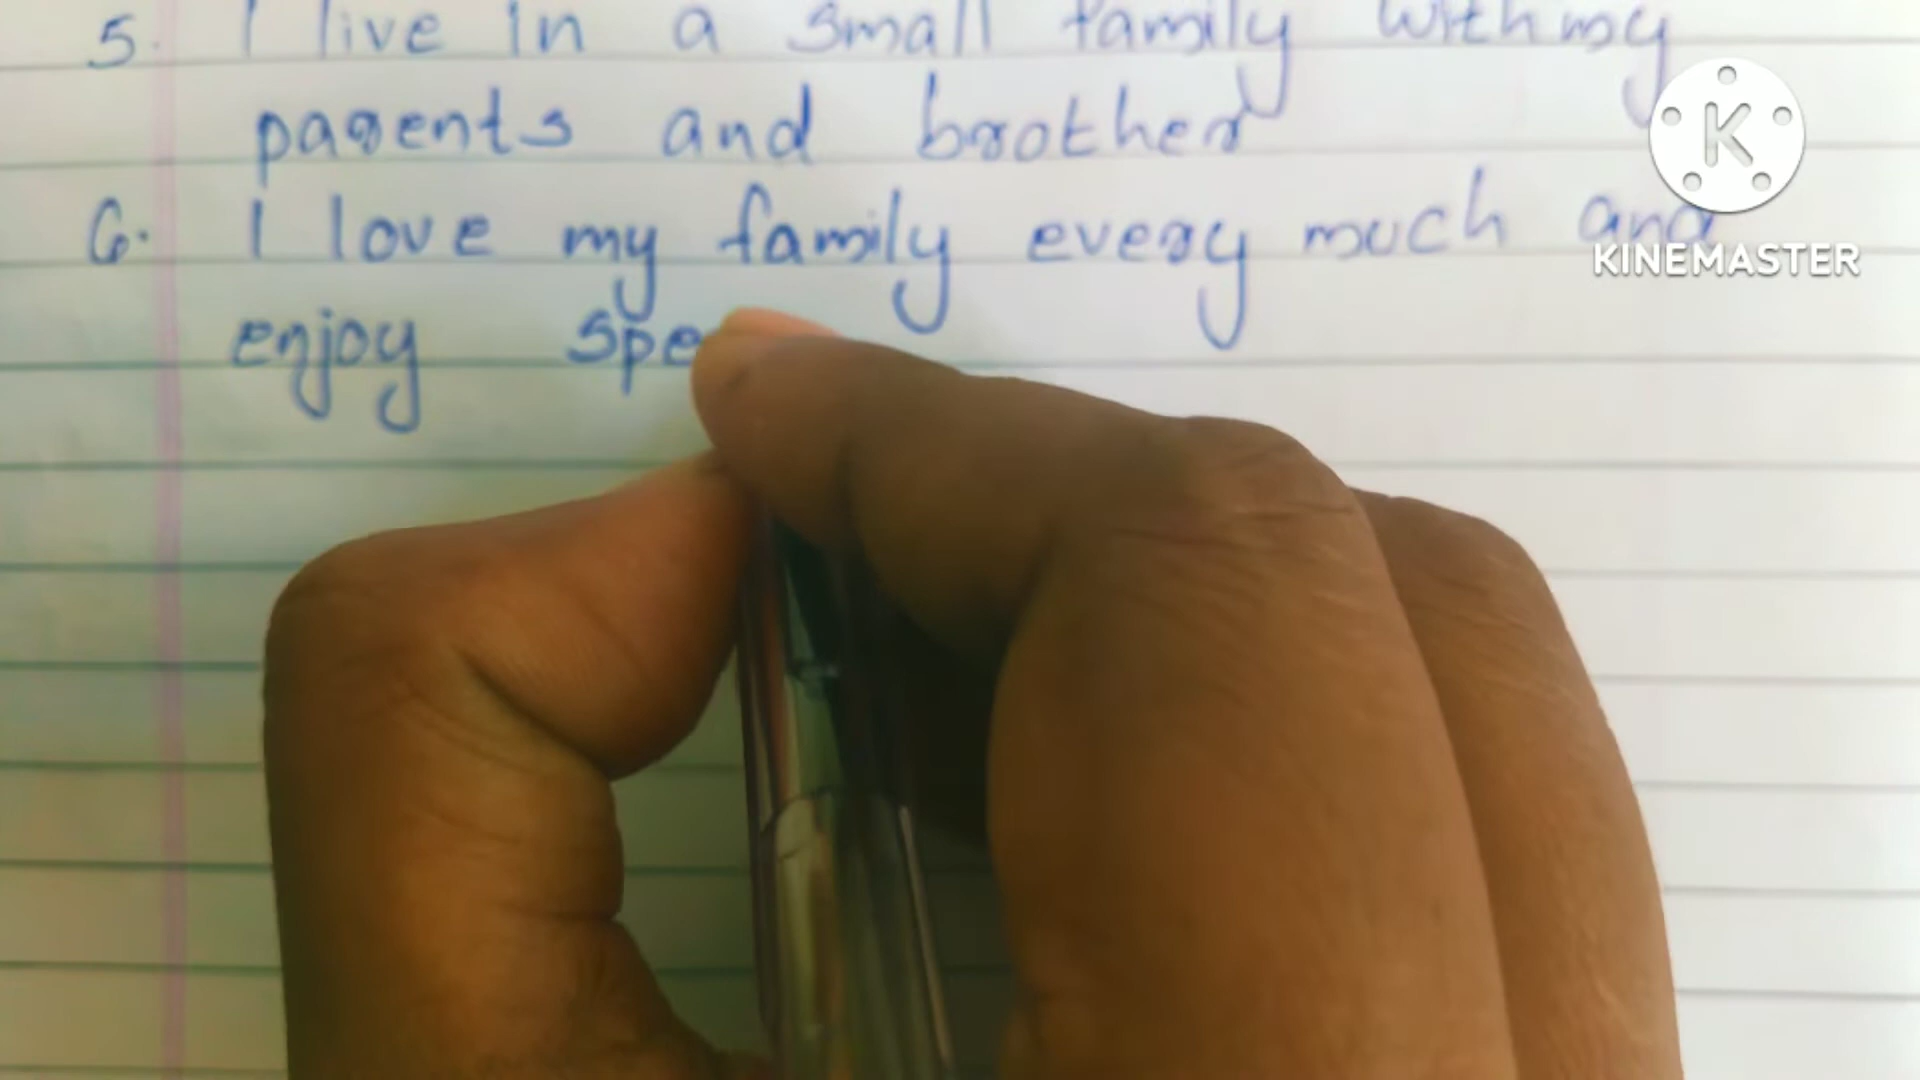 5. I live in a small family with my
parents and brother
6. I love my family every much and
enjoy spe
K
KINEMASTER